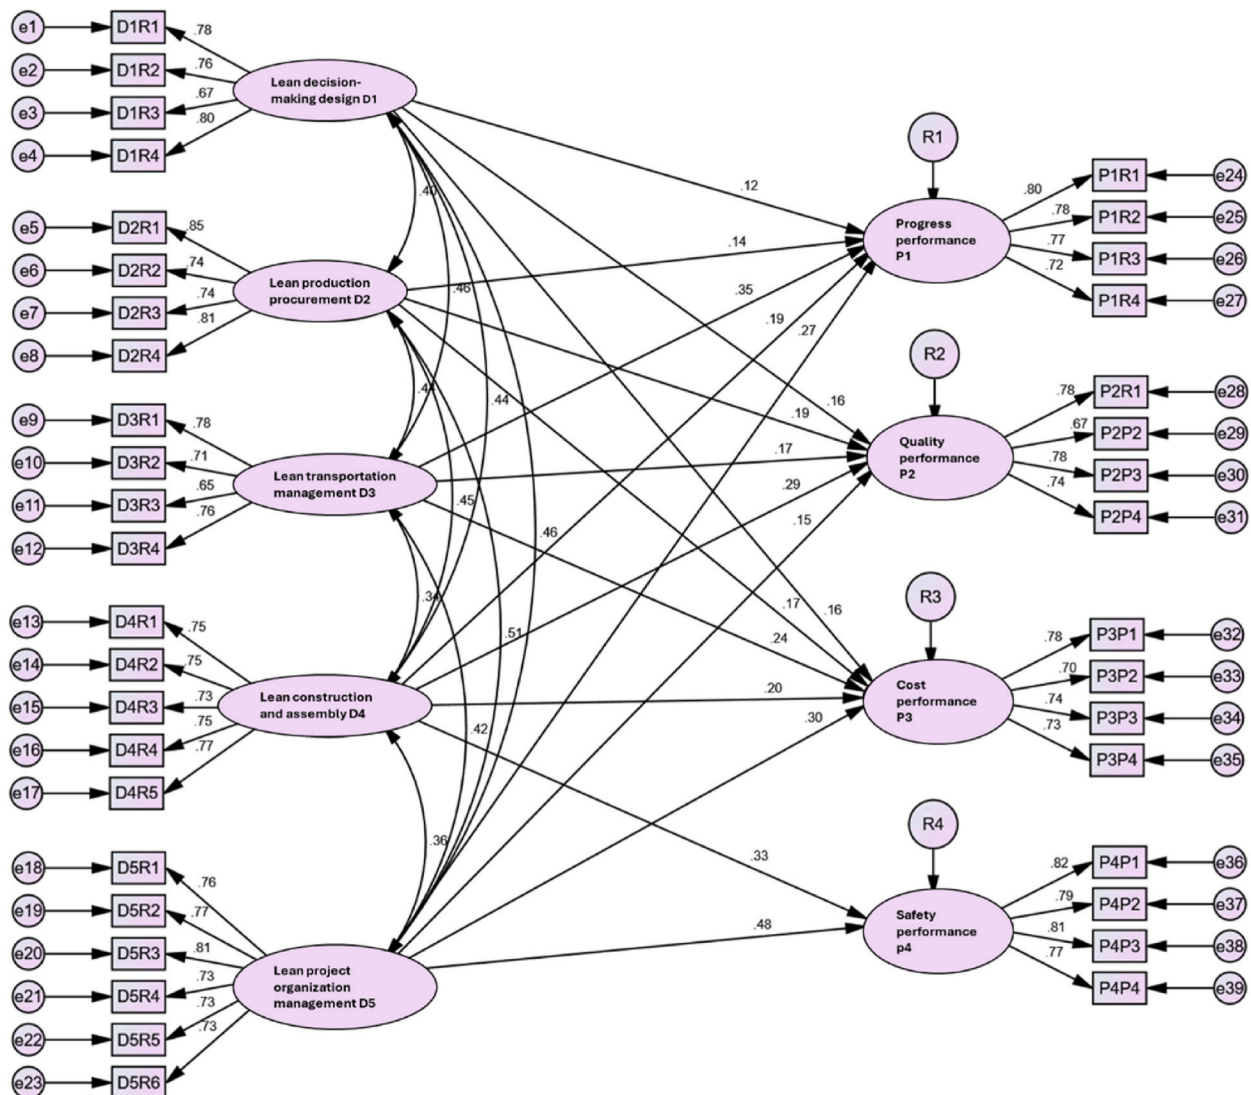 e1 D1R1 .78
e2 D1R2 .76
e3 D1R3 .67
e4 D1R4 .80
Lean decision-
making design D1
e5 D2R1 .85
e6 D2R2 .74
e7 D2R3 .74
e8 D2R4 .81
Lean production
procurement D2
e9 D3R1 .78
e10 D3R2 .71
e11 D3R3 .65
e12 D3R4 .76
Lean transportation
management D3
e13 D4R1 .75
e14 D4R2 .75
e15 D4R3 .73
e16 D4R4 .75
e17 D4R5 .77
Lean construction
and assembly D4
e18 D5R1 .76
e19 D5R2 .77
e20 D5R3 .81
e21 D5R4 .73
e22 D5R5 .73
e23 D5R6 .73
Lean project
organization
management D5
.40
.46
.44
.45
.46
.34
.51
.42
.36
.12
.14
.35
.19
.27
.16
.19
.17
.29
.15
.17
.16
.24
.20
.30
.33
.48
R1
Progress
performance
P1
.80 P1R1 e24
.78 P1R2 e25
.77 P1R3 e26
.72 P1R4 e27
R2
Quality
performance
P2
.78 P2R1 e28
.67 P2P2 e29
.78 P2P3 e30
.74 P2P4 e31
R3
Cost
performance
P3
.78 P3P1 e32
.70 P3P2 e33
.74 P3P3 e34
.73 P3P4 e35
R4
Safety
performance
p4
.82 P4P1 e36
.79 P4P2 e37
.81 P4P3 e38
.77 P4P4 e39